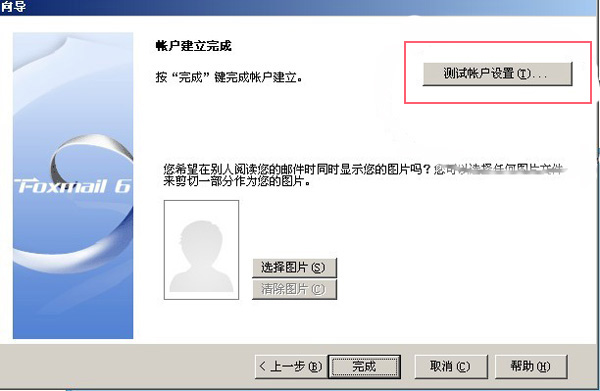 向导
帐户建立完成
按“完成”键完成帐户建立。
测试帐户设置(T)...
您希望在别人阅读您的邮件时同时显示您的图片吗？您可以选择任何图片文件
来剪切一部分作为您的图片。
Foxmail 6
选择图片(S)
清除图片(C)
< 上一步(B)
完成
取消(C)
帮助(H)